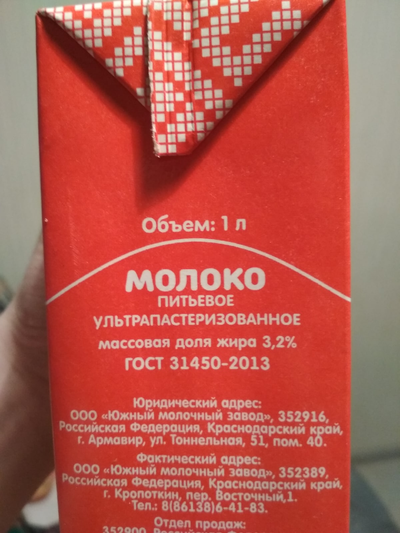 Объем: 1 л
МОЛОКО
ПИТЬЕВОЕ
УЛЬТРАПАСТЕРИЗОВАННОЕ
массовая доля жира 3,2%
ГОСТ 31450-2013
Юридический адрес:
ООО «Южный молочный завод», 352916,
Российская Федерация, Краснодарский край,
г. Армавир, ул. Тоннельная, 51, пом. 40.
Фактический адрес:
ООО «Южный молочный завод», 352389,
Российская Федерация, Краснодарский край,
г. Кропоткин, пер. Восточный,1.
Тел.: 8(86138)6-41-83.
Отдел продаж:
352900, Российская